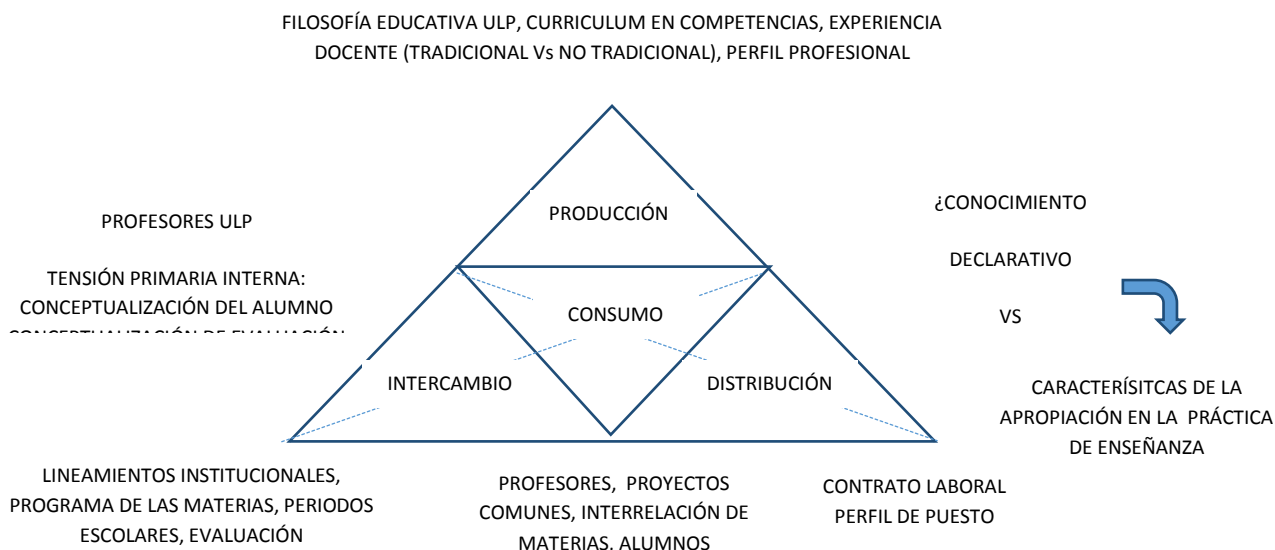 FILOSOFÍA EDUCATIVA ULP, CURRICULUM EN COMPETENCIAS, EXPERIENCIA
DOCENTE (TRADICIONAL Vs NO TRADICIONAL), PERFIL PROFESIONAL
PRODUCCIÓN
CONSUMO
INTERCAMBIO
DISTRIBUCIÓN
PROFESORES ULP
TENSIÓN PRIMARIA INTERNA:
CONCEPTUALIZACIÓN DEL ALUMNO
CONCEPTUALIZACIÓN DE EVALUACIÓN
¿CONOCIMIENTO
DECLARATIVO
VS
CARACTERÍSITCAS DE LA
APROPIACIÓN EN LA PRÁCTICA
DE ENSEÑANZA
LINEAMIENTOS INSTITUCIONALES,
PROGRAMA DE LAS MATERIAS, PERIODOS
ESCOLARES, EVALUACIÓN
PROFESORES, PROYECTOS
COMUNES, INTERRELACIÓN DE
MATERIAS, ALUMNOS
CONTRATO LABORAL
PERFIL DE PUESTO